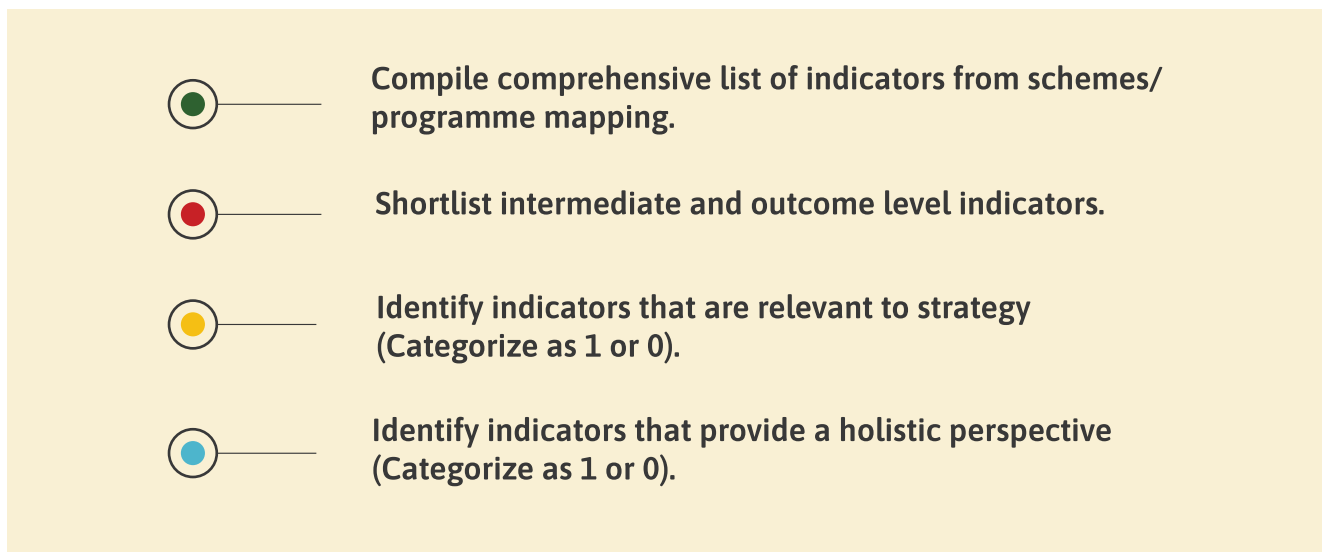 Compile comprehensive list of indicators from schemes/
programme mapping.
Shortlist intermediate and outcome level indicators.
Identify indicators that are relevant to strategy
(Categorize as 1 or 0).
Identify indicators that provide a holistic perspective
(Categorize as 1 or 0).